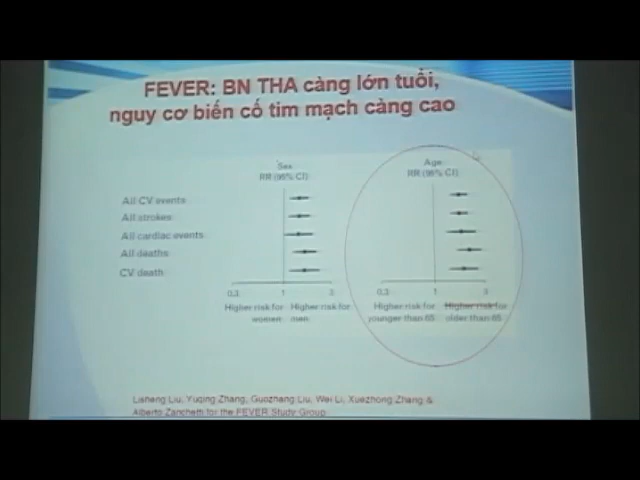 FEVER: BN THA càng lớn tuổi,
nguy cơ biến cố tim mạch càng cao
Sex
RR (95% CI)
Age
RR (95% CI)
All CV events
All strokes
All cardiac events
All deaths
CV death
0.3 1 3
0.3 1 3
Higher risk for women
Higher risk for men
Higher risk for younger than 65
Higher risk for older than 65
Lisheng Liu, Yuqing Zhang, Guozhang Liu, Wei Li, Xuezhong Zhang &
Alberto Zanchetti for the FEVER Study Group